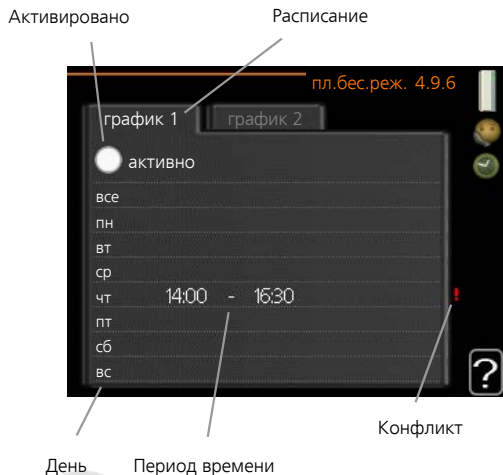 Активировано
Расписание
пл.бес.реж. 4.9.6
график 1
график 2
активно
все
пн
вт
ср
чт 14:00 - 16:30 !
пт
сб
вс
?
Конфликт
День
Период времени